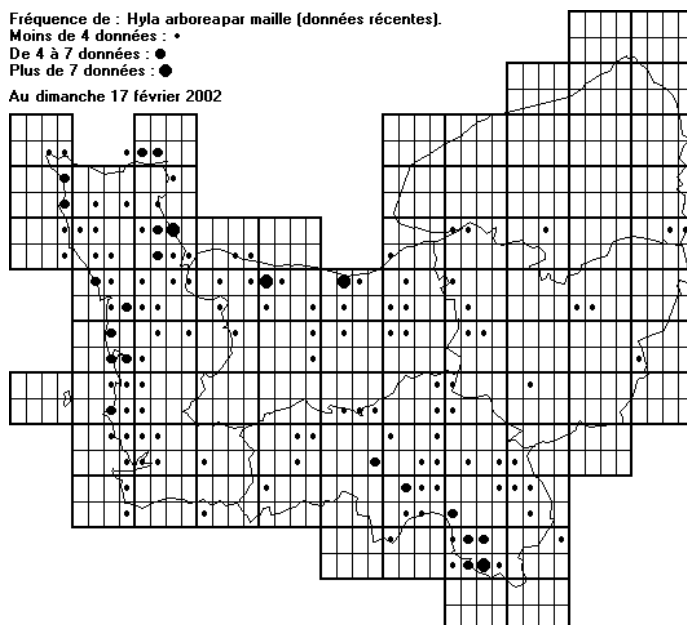 Fréquence de : Hyla arboreapar maille (données récentes).
Moins de 4 données :
De 4 à 7 données :
Plus de 7 données :
Au dimanche 17 février 2002